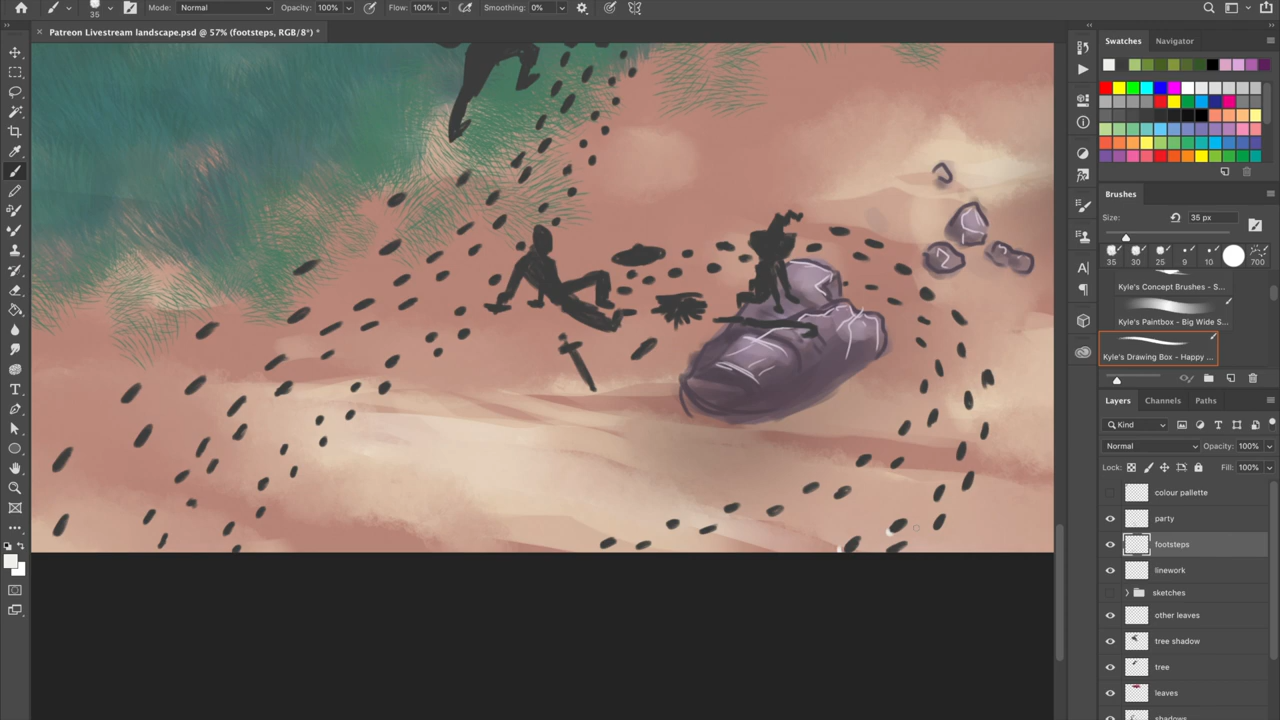 35
Mode:
Normal
Opacity:
100%
Flow:
100%
Smoothing:
0%
Patreon Livestream landscape.psd @ 57% (footsteps, RGB/8*) *
Swatches
Navigator
Brushes
Size:
35 px
35
30
25
9
9
10
700
Kyle's Concept Brushes - S...
Kyle's Paintbox - Big Wide S...
Kyle's Drawing Box - Happy ...
Layers
Channels
Paths
Kind
Normal
Opacity:
100%
Lock:
Fill:
100%
colour pallette
party
footsteps
linework
sketches
other leaves
tree shadow
tree
leaves
shadows